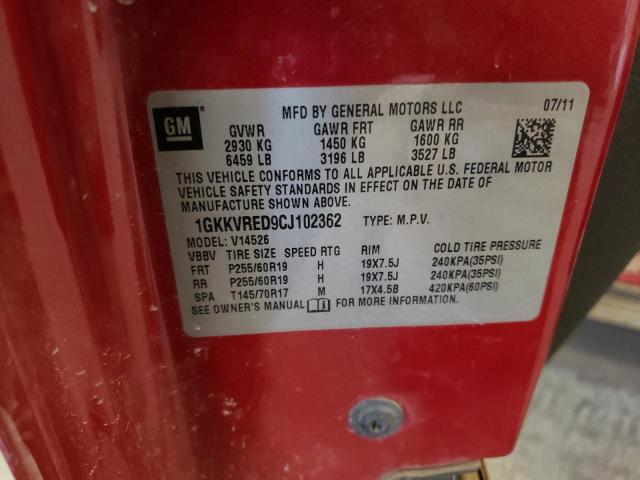 GM
MFD BY GENERAL MOTORS LLC 07/11
GVWR GAWR FRT GAWR RR
2930 KG 1450 KG 1600 KG
6459 LB 3196 LB 3527 LB
THIS VEHICLE CONFORMS TO ALL APPLICABLE U.S. FEDERAL MOTOR
VEHICLE SAFETY STANDARDS IN EFFECT ON THE DATE OF
MANUFACTURE SHOWN ABOVE.
1GKKVRED9CJ102362 TYPE: M.P.V.
MODEL: V14526
VBBV TIRE SIZE SPEED RTG RIM COLD TIRE PRESSURE
FRT P255/60R19 H 19X7.5J 240KPA(35PSI)
RR P255/60R19 H 19X7.5J 240KPA(35PSI)
SPA T145/70R17 M 17X4.5B 420KPA(60PSI)
SEE OWNER'S MANUAL FOR MORE INFORMATION.